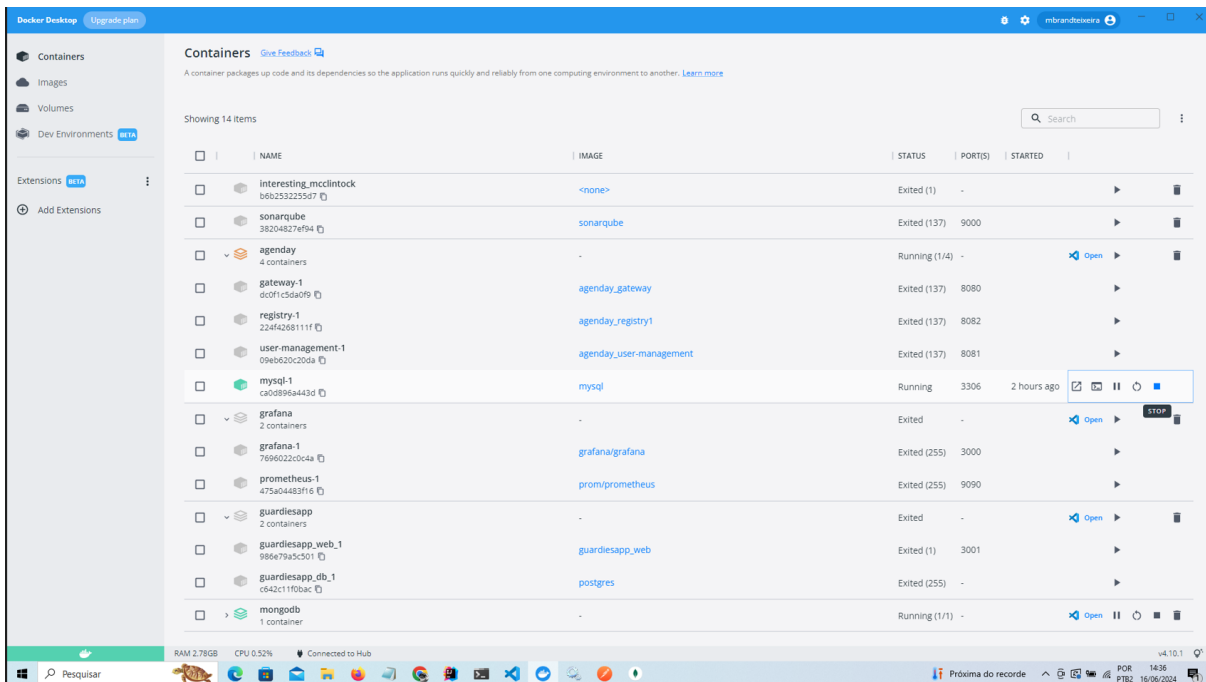 Docker Desktop Upgrade plan mbrandteixeira
Containers
Images
Volumes
Dev Environments BETA
Extensions BETA
Add Extensions
Containers Give Feedback
A container packages up code and its dependencies so the application runs quickly and reliably from one computing environment to another. Learn more
Showing 14 items Search
NAME IMAGE STATUS PORT(S) STARTED
interesting_mcclintock
b6b2532255d7 <none> Exited (1) -
sonarqube
38204827ef94 sonarqube Exited (137) 9000
agenday
4 containers - Running (1/4) - Open
gateway-1
dc0f1c5da0f9 agenday_gateway Exited (137) 8080
registry-1
224f4268111f agenday_registry1 Exited (137) 8082
user-management-1
09eb620c20da agenday_user-management Exited (137) 8081
mysql-1
ca0d896a443d mysql Running 3306 2 hours ago
STOP
grafana
2 containers - Exited - Open
grafana-1
7696022c0c4a grafana/grafana Exited (255) 3000
prometheus-1
475a04483f16 prom/prometheus Exited (255) 9090
guardiesapp
2 containers - Exited - Open
guardiesapp_web_1
986e79a5c501 guardiesapp_web Exited (1) 3001
guardiesapp_db_1
c642c11f0bac postgres Exited (255) -
mongodb
1 container - Running (1/1) - Open
RAM 2.78GB CPU 0.52% Connected to Hub v4.10.1
Pesquisar Próxima do recorde POR 14:36
PTB2 16/06/2024